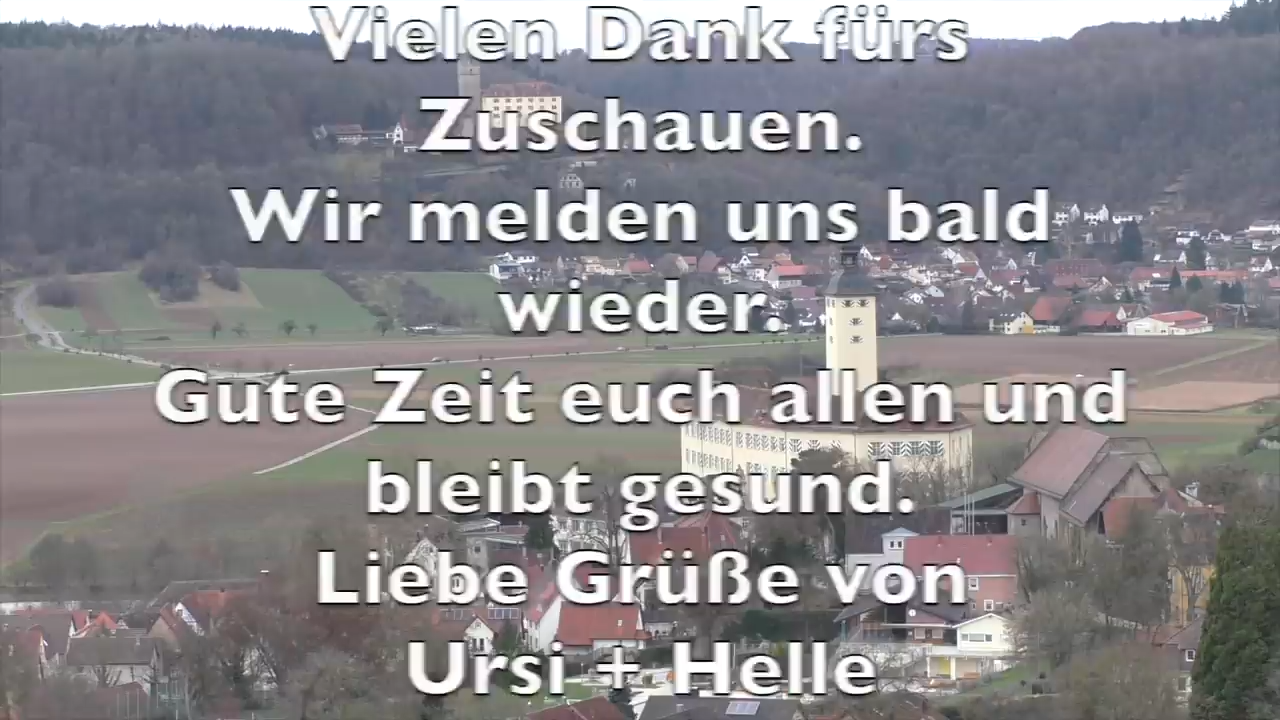 Vielen Dank fürs
Zuschauen.
Wir melden uns bald
wieder.
Gute Zeit euch allen und
bleibt gesund.
Liebe Grüße von
Ursi + Helle